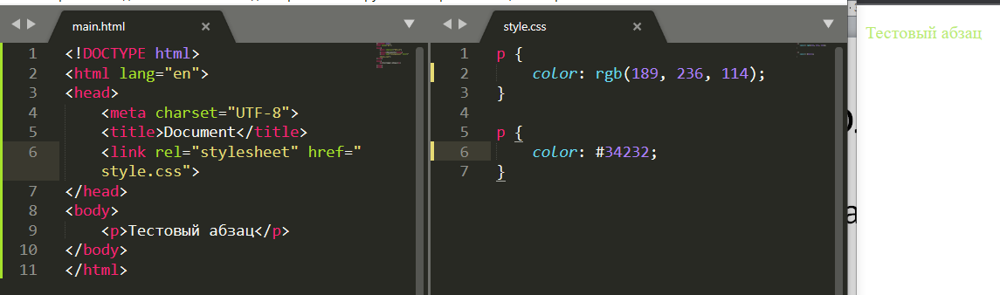 main.html
1 <!DOCTYPE html>
2 <html lang="en">
3 <head>
4 <meta charset="UTF-8">
5 <title>Document</title>
6 <link rel="stylesheet" href="
style.css">
7 </head>
8 <body>
9 <p>Тестовый абзац</p>
10 </body>
11 </html>
style.css
1 p {
2 color: rgb(189, 236, 114);
3 }
4
5 p {
6 color: #34232;
7 }
Тестовый абзац